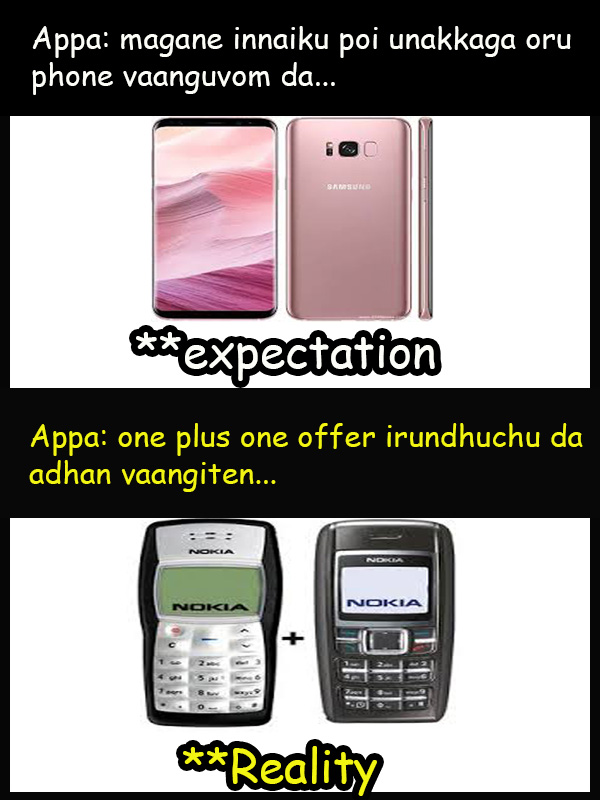 Appa: magane innaiku poi unakkaga oru
phone vaanguvom da...
SAMSUNG
**expectation
Appa: one plus one offer irundhuchu da
adhan vaangiten...
NOKIA
NOKIA
+
NOKIA
NOKIA
**Reality